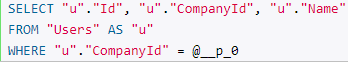 SELECT "u"."Id", "u"."CompanyId", "u"."Name"
FROM "Users" AS "u"
WHERE "u"."CompanyId" = @__p_0